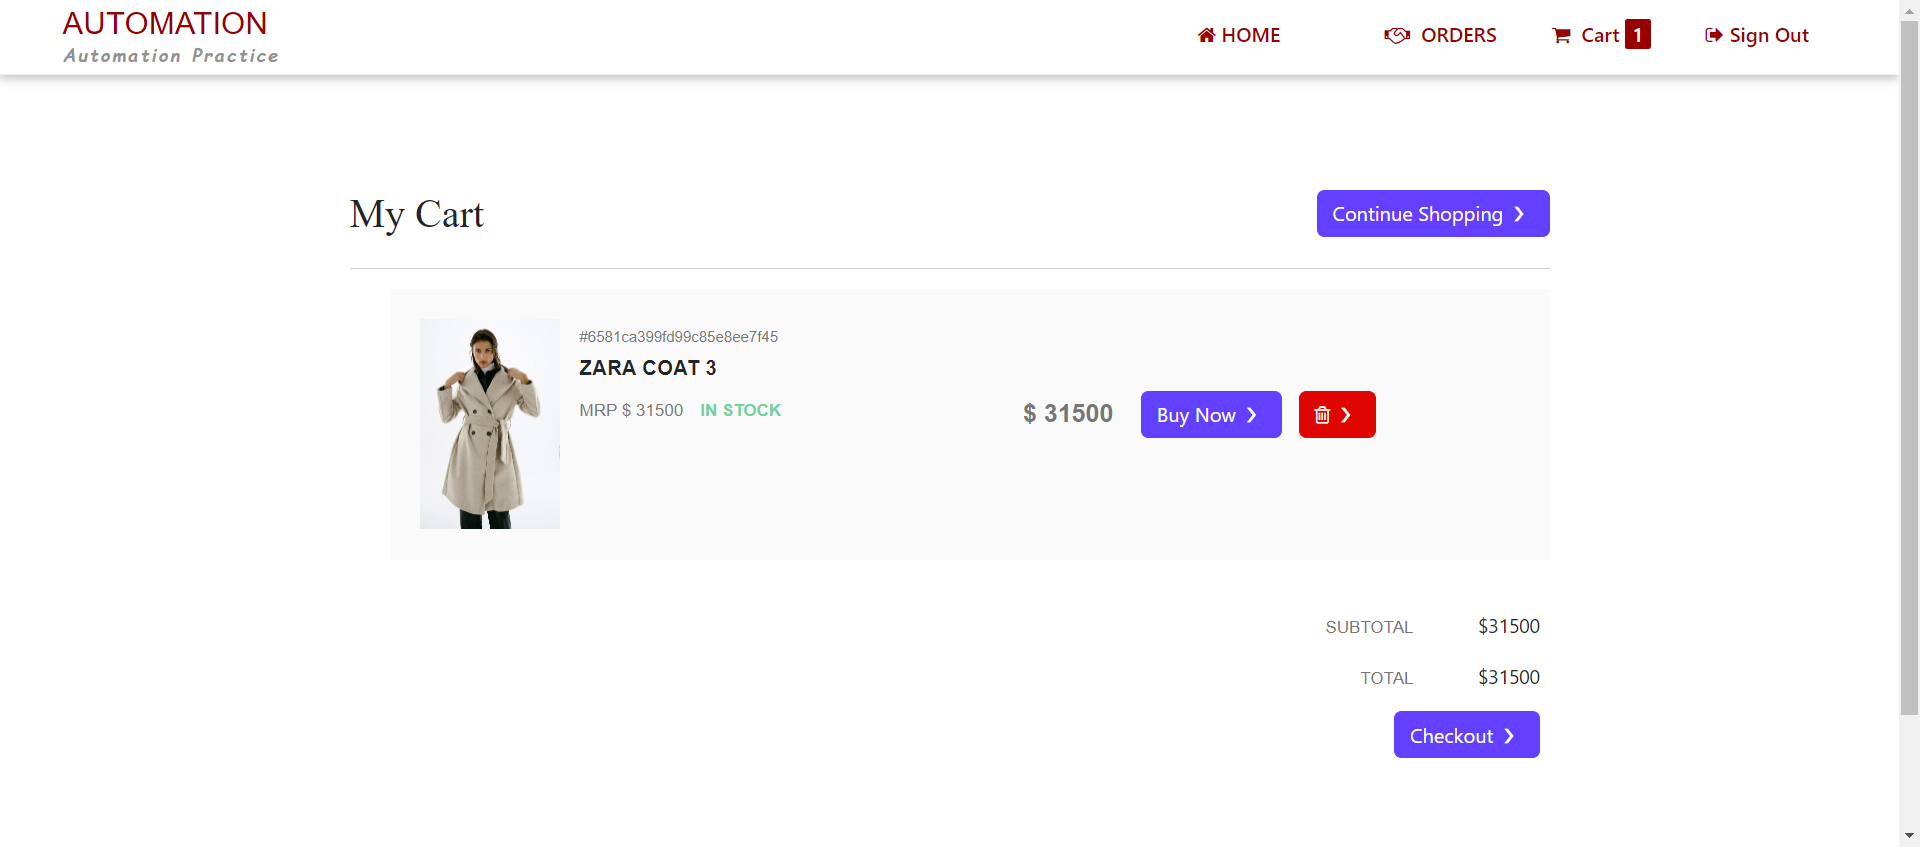 AUTOMATION
Automation Practice
HOME
ORDERS
Cart 1
Sign Out
My Cart
Continue Shopping ❯
#6581ca399fd99c85e8ee7f45
ZARA COAT 3
MRP $ 31500 IN STOCK
$ 31500
Buy Now ❯
❯
SUBTOTAL $31500
TOTAL $31500
Checkout ❯